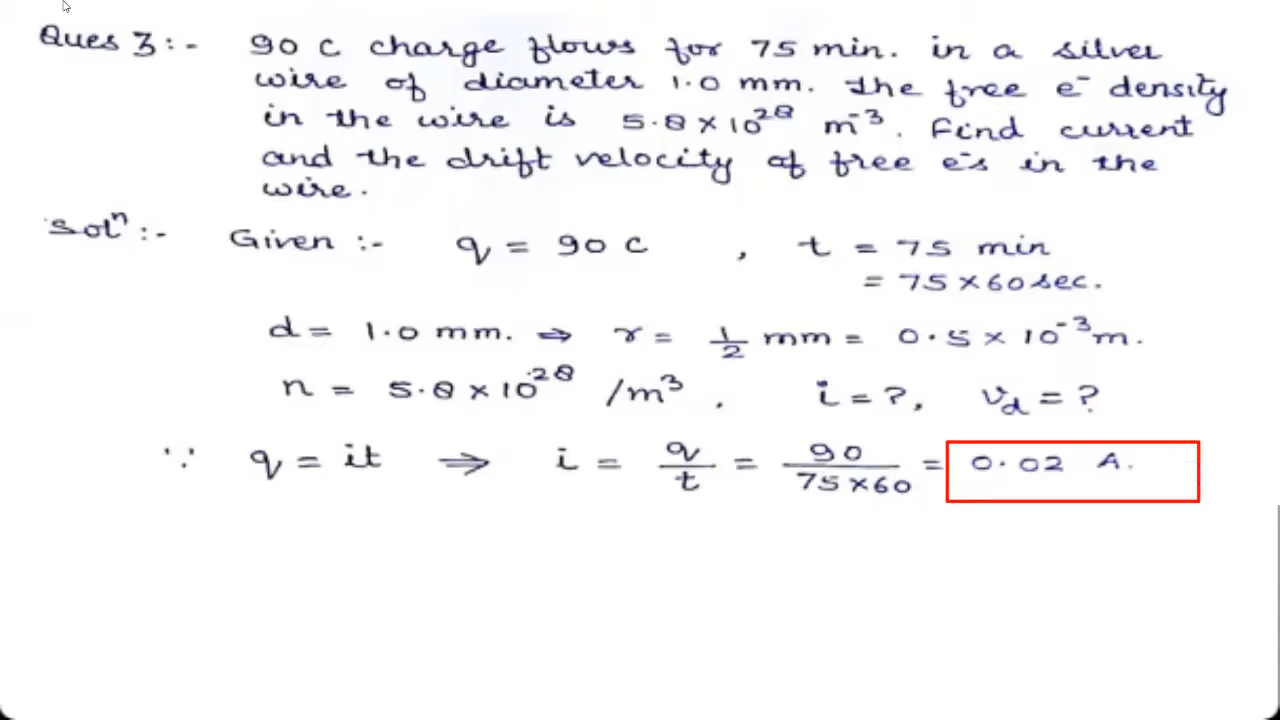 Ques 3:- 90 C charge flows for 75 min. in a silver
wire of diameter 1.0 mm. The free e⁻ density
in the wire is 5.8 × 10²⁸ m⁻³. Find current
and the drift velocity of free e⁻s in the
wire.
Solⁿ:- Given :- q = 90 C , t = 75 min
= 75 × 60 sec.
d = 1.0 mm. ⇒ r = 1/2 mm = 0.5 × 10⁻³ m.
n = 5.8 × 10²⁸ /m³ . i = ?, v_d = ?
∵ q = it ⇒ i = q/t = 90/(75 × 60) = 0.02 A.